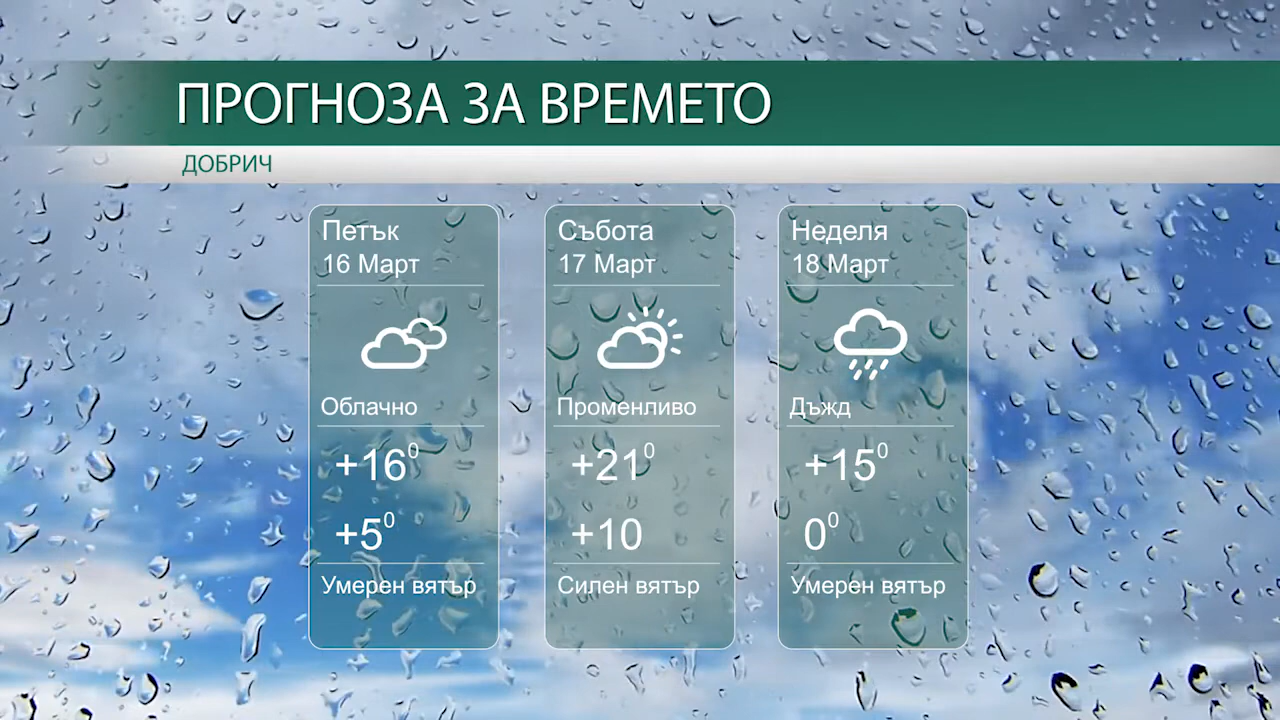 ПРОГНОЗА ЗА ВРЕМЕТО
ДОБРИЧ
Петък
16 Март
Облачно
+16⁰
+5⁰
Умерен вятър
Събота
17 Март
Променливо
+21⁰
+10
Силен вятър
Неделя
18 Март
Дъжд
+15⁰
0⁰
Умерен вятър